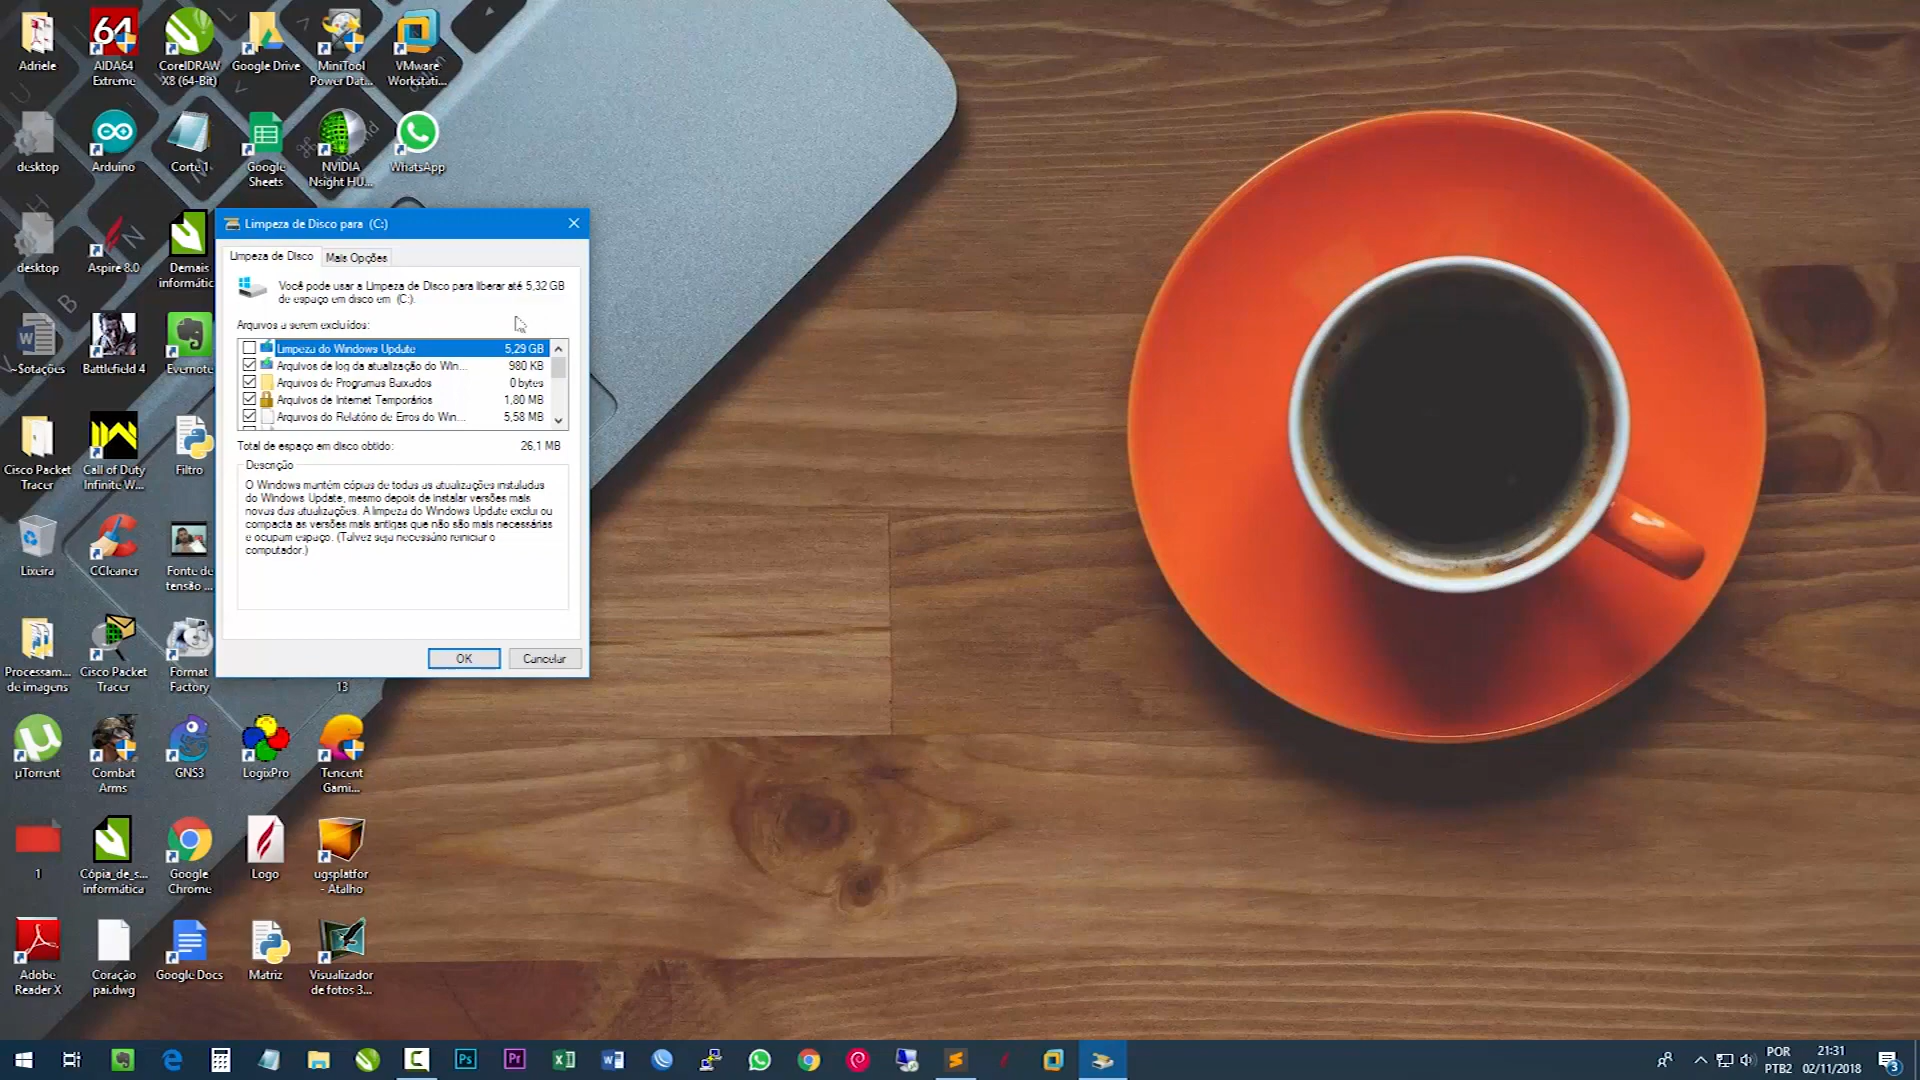 Adriele
AIDA64
Extreme
CorelDRAW
X8 (64-Bit)
Google Drive
MiniTool
Power Dat...
VMware
Workstati...
desktop
Arduino
Corte 1
Google
Sheets
NVIDIA
Nsight HU...
WhatsApp
desktop
Aspire 8.0
Demais
informátic
~$otações
Battlefield 4
Evernote
Cisco Packet
Tracer
Call of Duty
Infinite W...
Filtro
Lixeira
CCleaner
Fonte de
tensão ...
Processam...
de imagens
Cisco Packet
Tracer
Format
Factory
13
µTorrent
Combat
Arms
GNS3
LogixPro
Tencent
Gami...
1
Cópia_de_s...
informática
Google
Chrome
Logo
ugsplatfor
- Atalho
Adobe
Reader X
Coração
pai.dwg
Google Docs
Matriz
Visualizador
de fotos 3...
Limpeza de Disco para (C:)
Limpeza de Disco
Mais Opções
Você pode usar a Limpeza de Disco para liberar até 5,32 GB
de espaço em disco em (C:).
Arquivos a serem excluídos:
Limpeza do Windows Update 5,29 GB
Arquivos de log da atualização do Win... 980 KB
Arquivos de Programas Baixados 0 bytes
Arquivos de Internet Temporários 1,80 MB
Arquivos do Relatório de Erros do Win... 5,58 MB
Total de espaço em disco obtido: 26,1 MB
Descrição
O Windows mantém cópias de todas as atualizações instaladas
do Windows Update, mesmo depois de instalar versões mais
novas das atualizações. A limpeza do Windows Update exclui ou
compacta as versões mais antigas que não são mais necessárias
e ocupam espaço. (Talvez seja necessário reiniciar o
computador.)
OK
Cancelar
POR
PTB2
21:31
02/11/2018
3